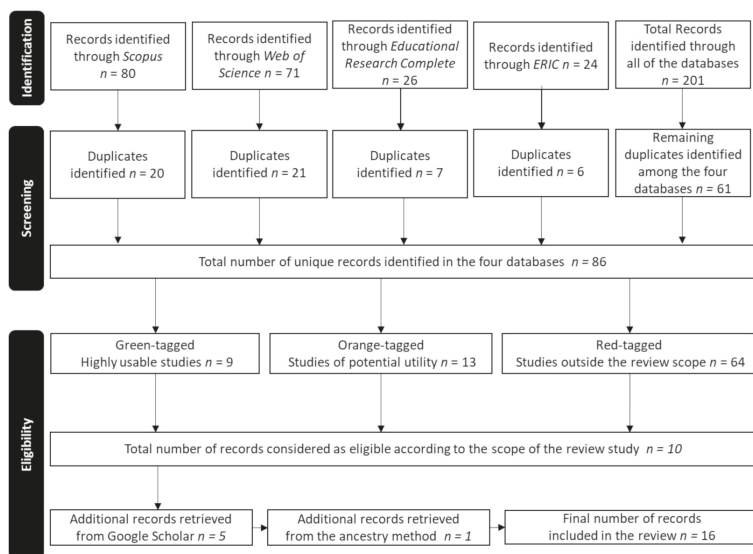 Identification
Records identified
through Scopus
n = 80
Records identified
through Web of
Science n = 71
Records identified
through Educational
Research Complete
n = 26
Records identified
through ERIC n = 24
Total Records
identified through
all of the databases
n = 201
Screening
Duplicates
identified n = 20
Duplicates
identified n = 21
Duplicates
identified n = 7
Duplicates
identified n = 6
Remaining
duplicates identified
among the four
databases n = 61
Total number of unique records identified in the four databases n = 86
Eligibility
Green-tagged
Highly usable studies n = 9
Orange-tagged
Studies of potential utility n = 13
Red-tagged
Studies outside the review scope n = 64
Total number of records considered as eligible according to the scope of the review study n = 10
Additional records retrieved
from Google Scholar n = 5
Additional records retrieved
from the ancestry method n = 1
Final number of records
included in the review n = 16